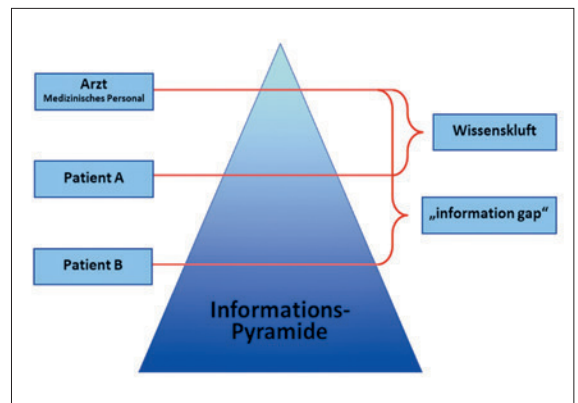 Arzt
Medizinisches Personal
Patient A
Patient B
Wissenskluft
„information gap“
Informations-
Pyramide